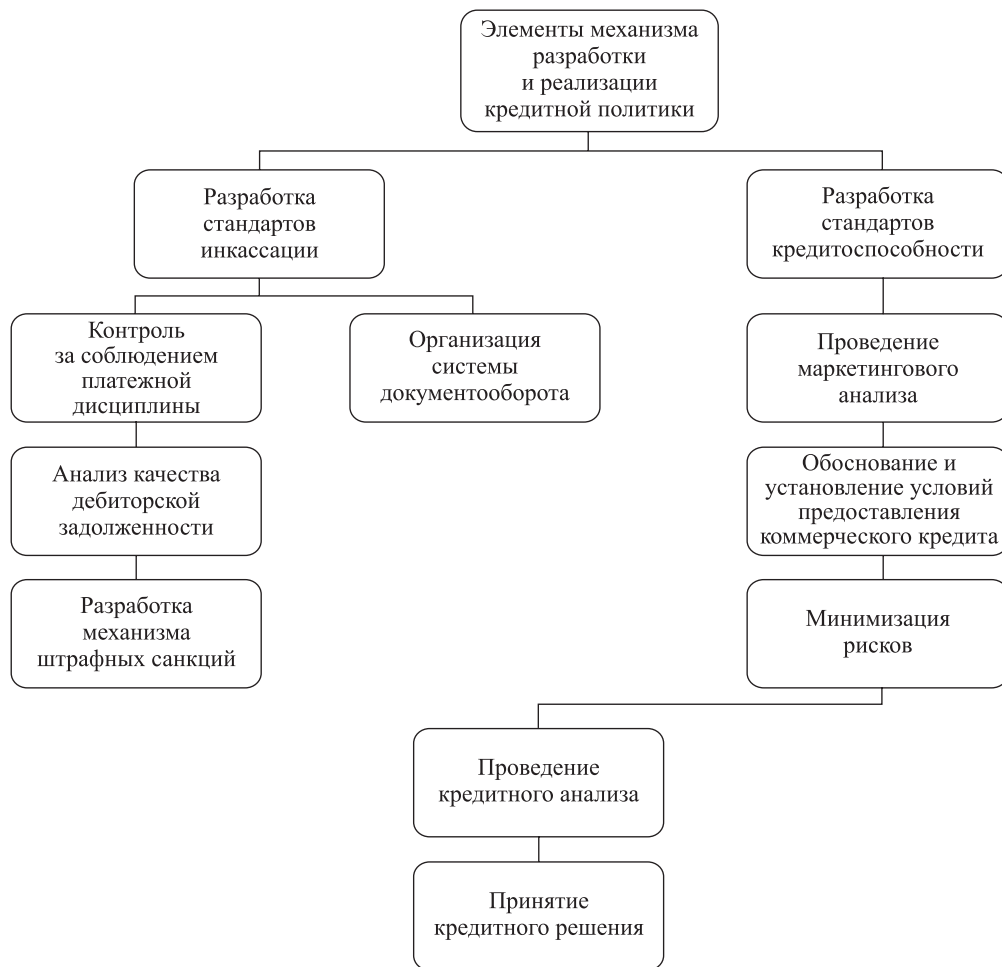 Элементы механизма
разработки
и реализации
кредитной политики
Разработка
стандартов
инкассации
Разработка
стандартов
кредитоспособности
Контроль
за соблюдением
платежной
дисциплины
Организация
системы
документооборота
Проведение
маркетингового
анализа
Анализ качества
дебиторской
задолженности
Обоснование и
установление условий
предоставления
коммерческого кредита
Разработка
механизма
штрафных санкций
Минимизация
рисков
Проведение
кредитного анализа
Принятие
кредитного решения